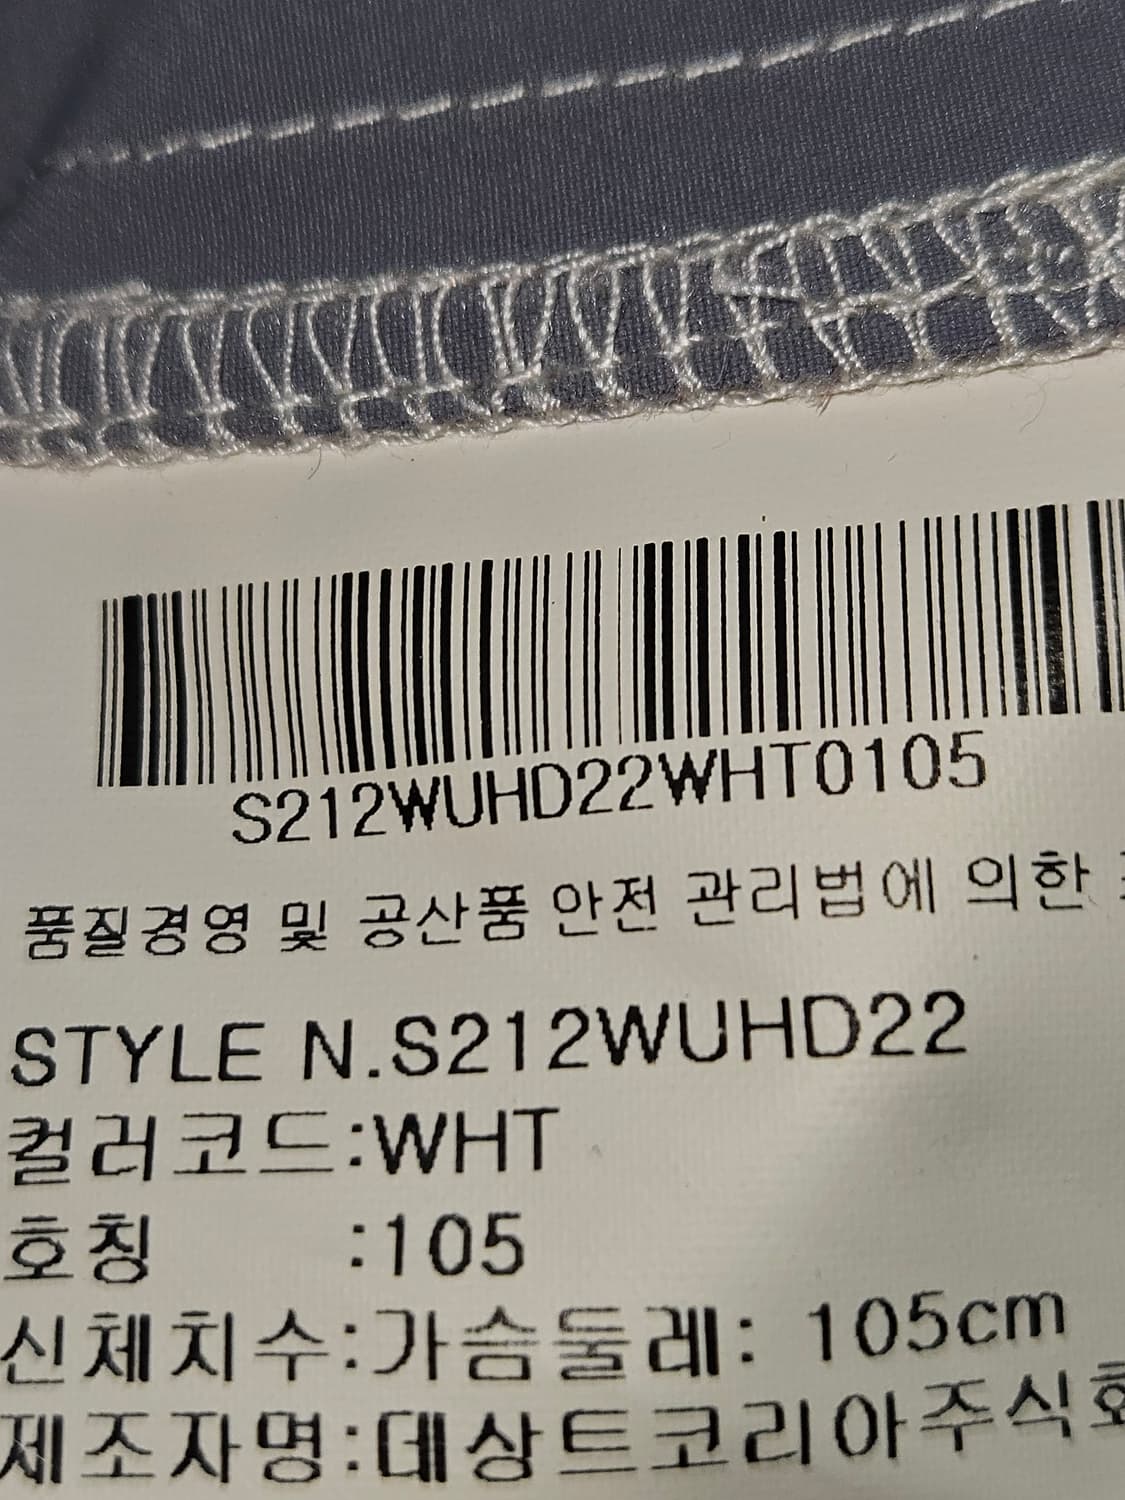 S212WUHD22WHT0105
품질경영 및 공산품 안전 관리법에 의한
STYLE N.S212WUHD22
컬러코드:WHT
호칭 :105
신체치수:가슴둘레: 105cm
제조자명:데상트코리아주식회